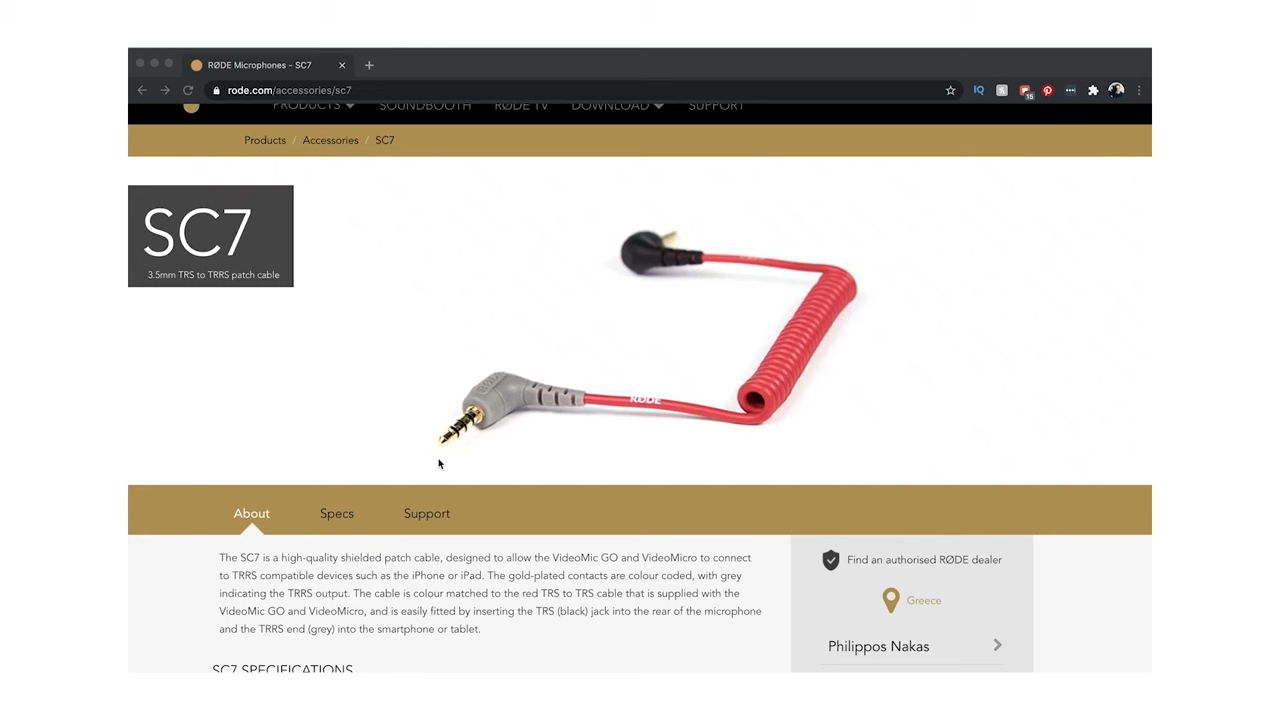 RØDE Microphones - SC7
rode.com/accessories/sc7
15
PRODUCTS SOUNDBOOTH RØDE TV DOWNLOAD SUPPORT
Products / Accessories / SC7
SC7
3.5mm TRS to TRRS patch cable
RØDE
About Specs Support
The SC7 is a high-quality shielded patch cable, designed to allow the VideoMic GO and VideoMicro to connect
to TRRS compatible devices such as the iPhone or iPad. The gold-plated contacts are colour coded, with grey
indicating the TRRS output. The cable is colour matched to the red TRS to TRS cable that is supplied with the
VideoMic GO and VideoMicro, and is easily fitted by inserting the TRS (black) jack into the rear of the microphone
and the TRRS end (grey) into the smartphone or tablet.
SC7 SPECIFICATIONS
Find an authorised RØDE dealer
Greece
Philippos Nakas